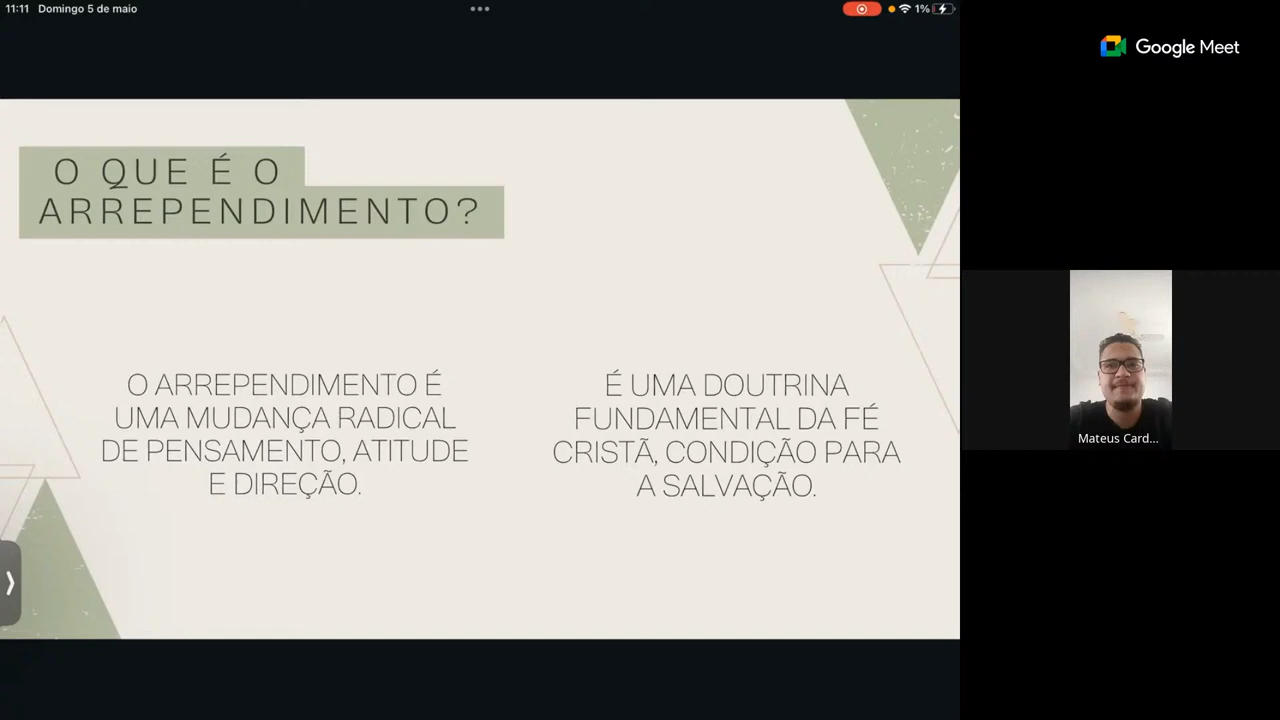 11:11 Domingo 5 de maio
1%
Google Meet
O QUE É O
ARREPENDIMENTO?
O ARREPENDIMENTO É
UMA MUDANÇA RADICAL
DE PENSAMENTO, ATITUDE
E DIREÇÃO.
É UMA DOUTRINA
FUNDAMENTAL DA FÉ
CRISTÃ, CONDIÇÃO PARA
A SALVAÇÃO.
Mateus Card...